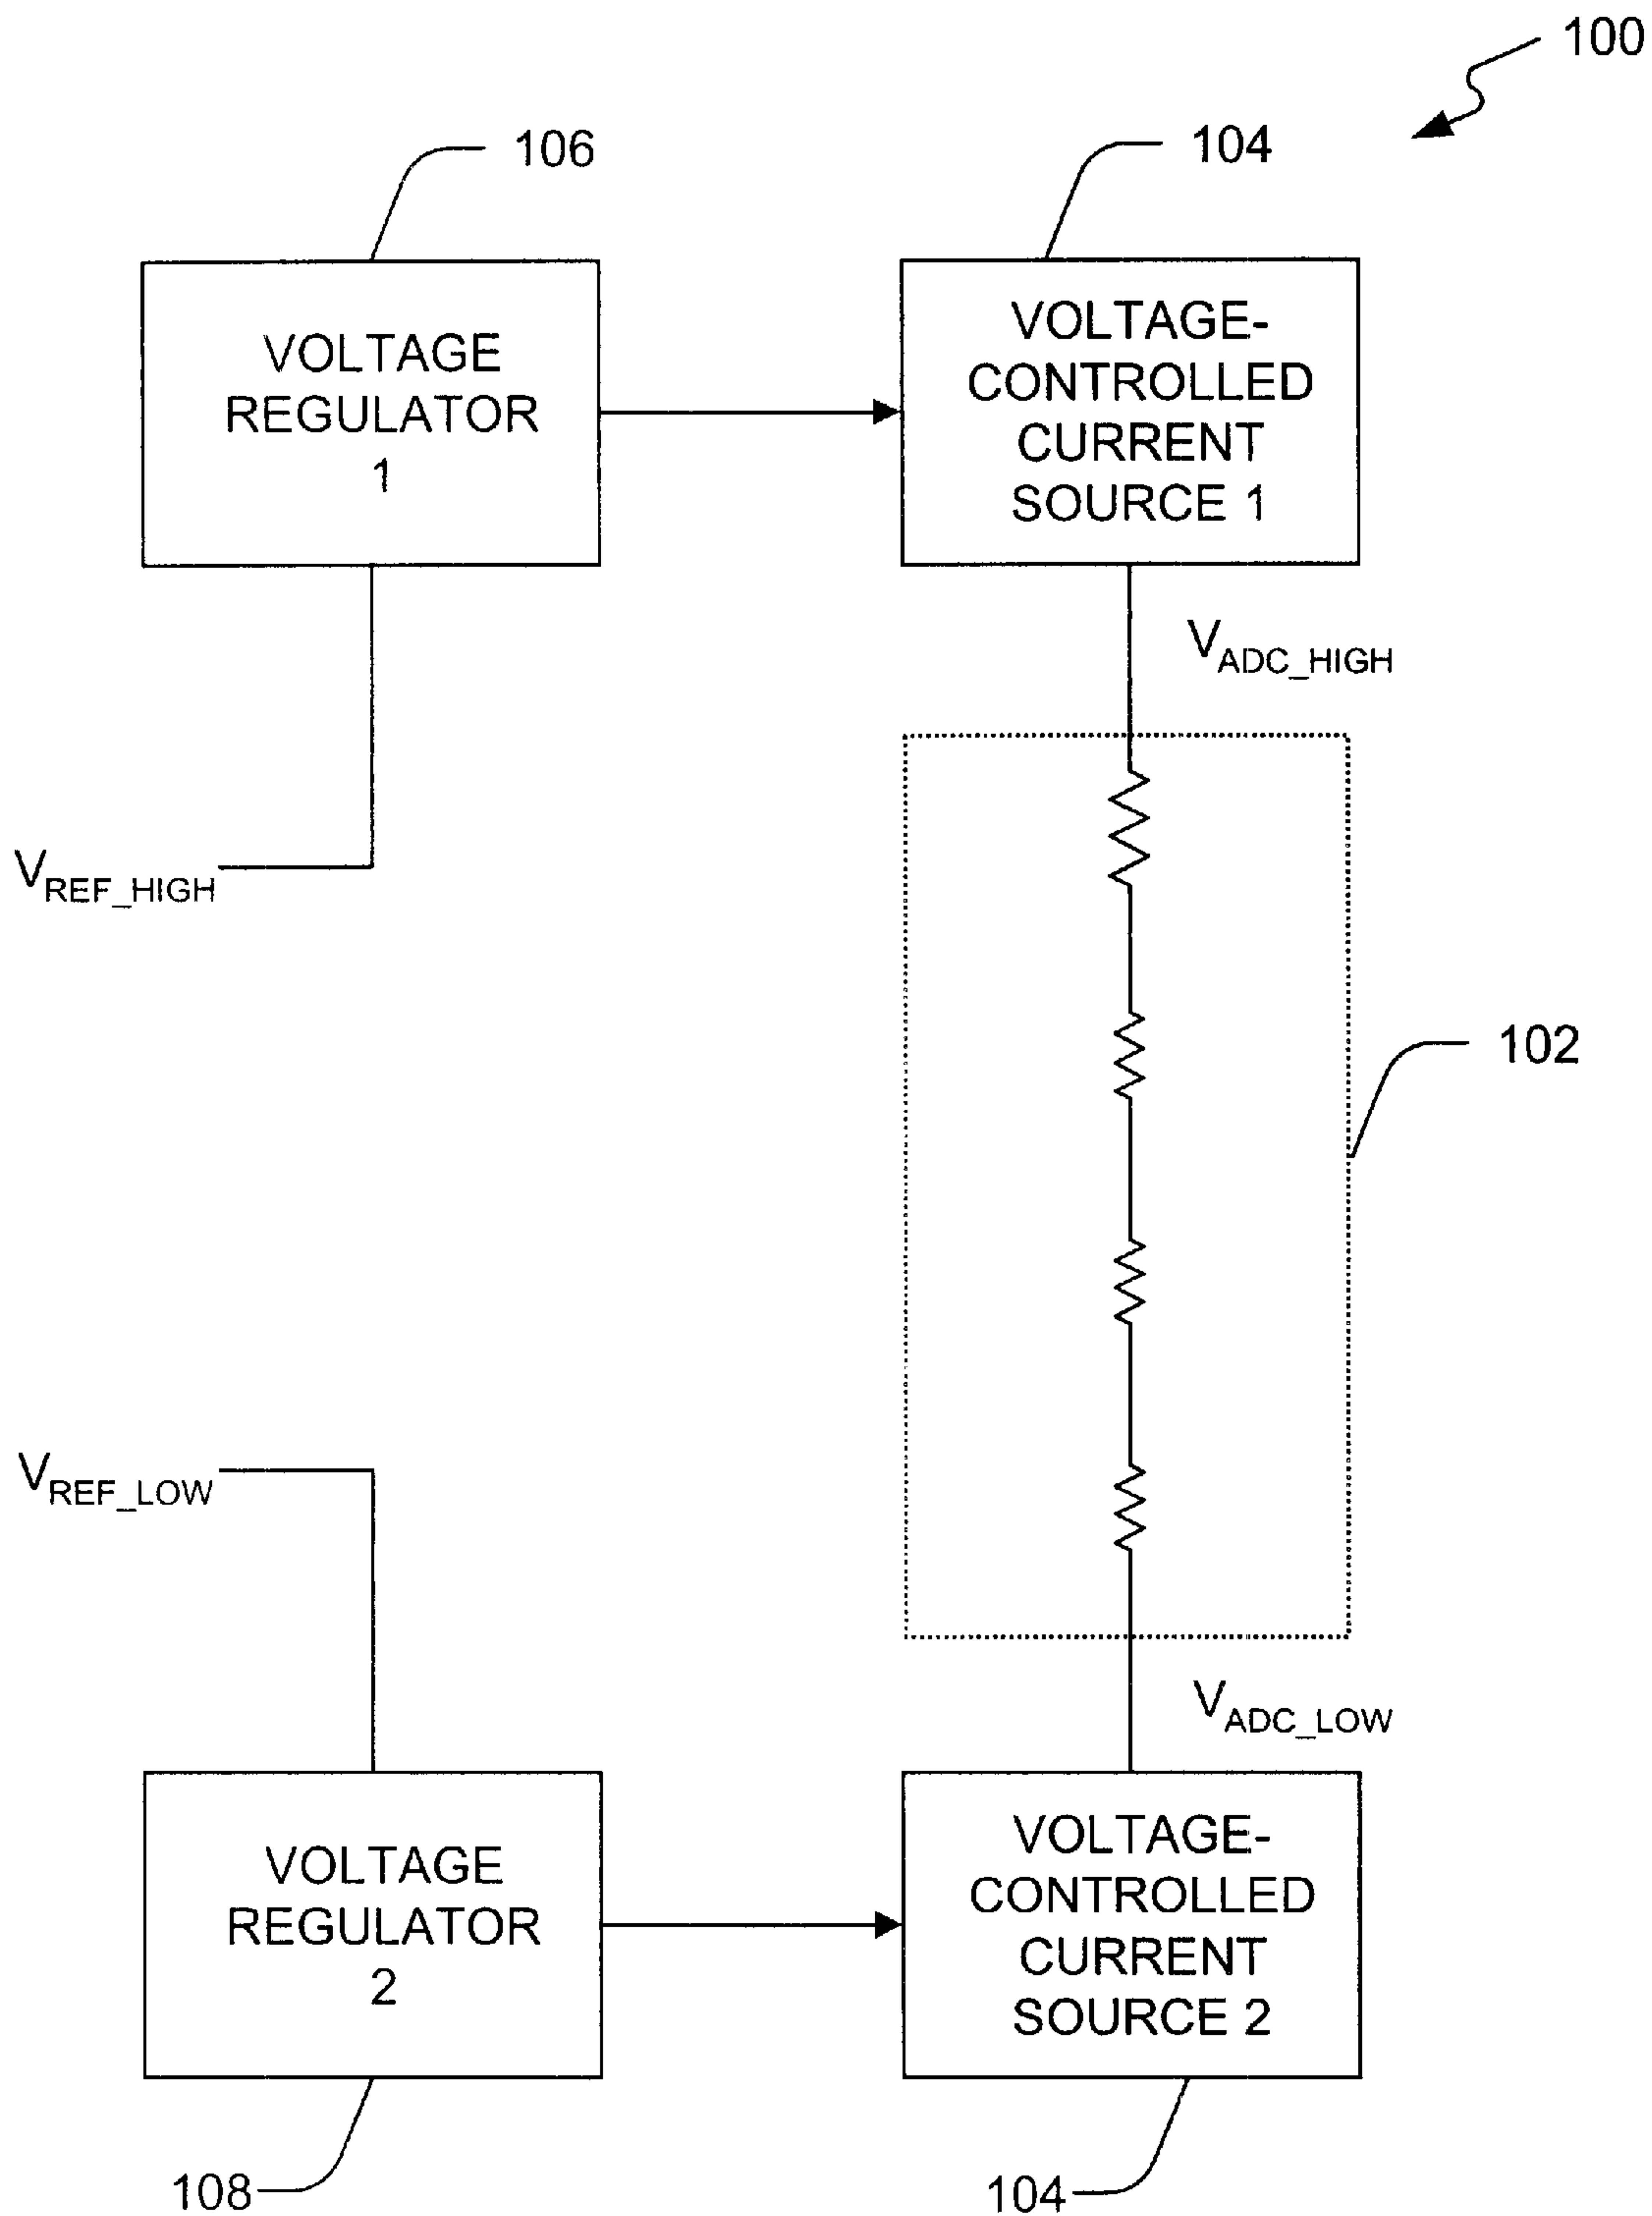 100
106
104
VOLTAGE
REGULATOR
1
VOLTAGE-
CONTROLLED
CURRENT
SOURCE 1
VADC_HIGH
VREF_HIGH
102
VREF_LOW
VADC_LOW
VOLTAGE
REGULATOR
2
VOLTAGE-
CONTROLLED
CURRENT
SOURCE 2
108
104